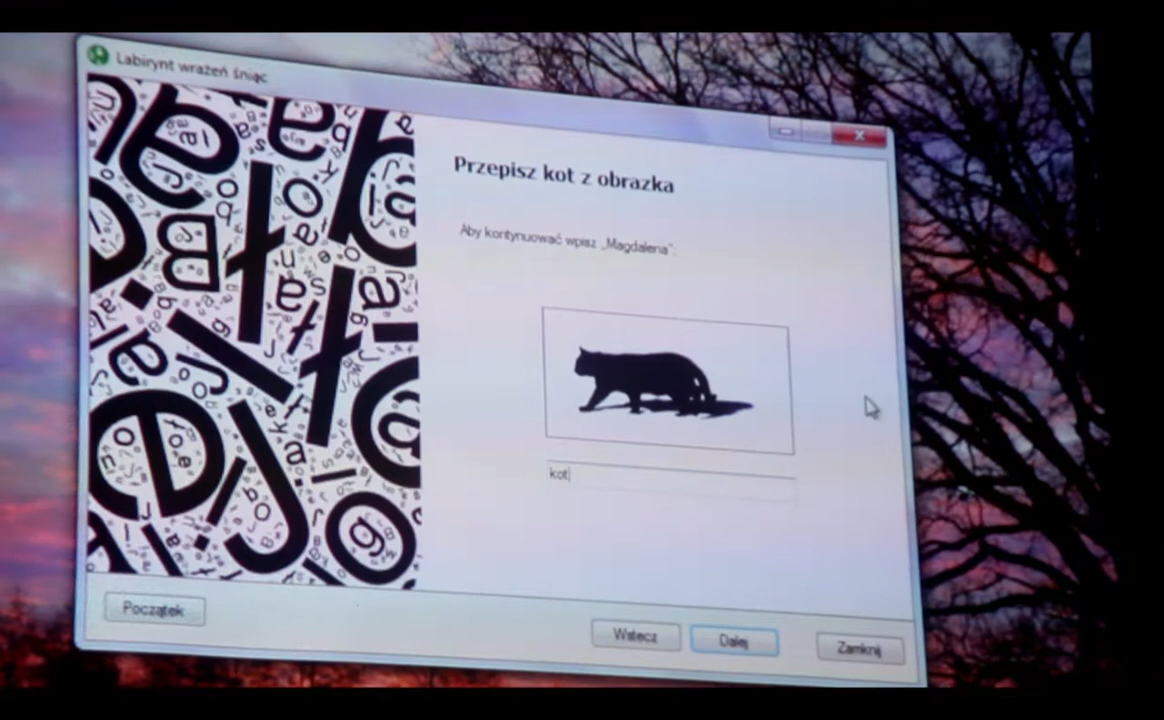 Labirynt wrażeń śniąc
Przepisz kot z obrazka
Aby kontynuować wpisz „Magdalena”:
kot
Początek
Wstecz
Dalej
Zamknij